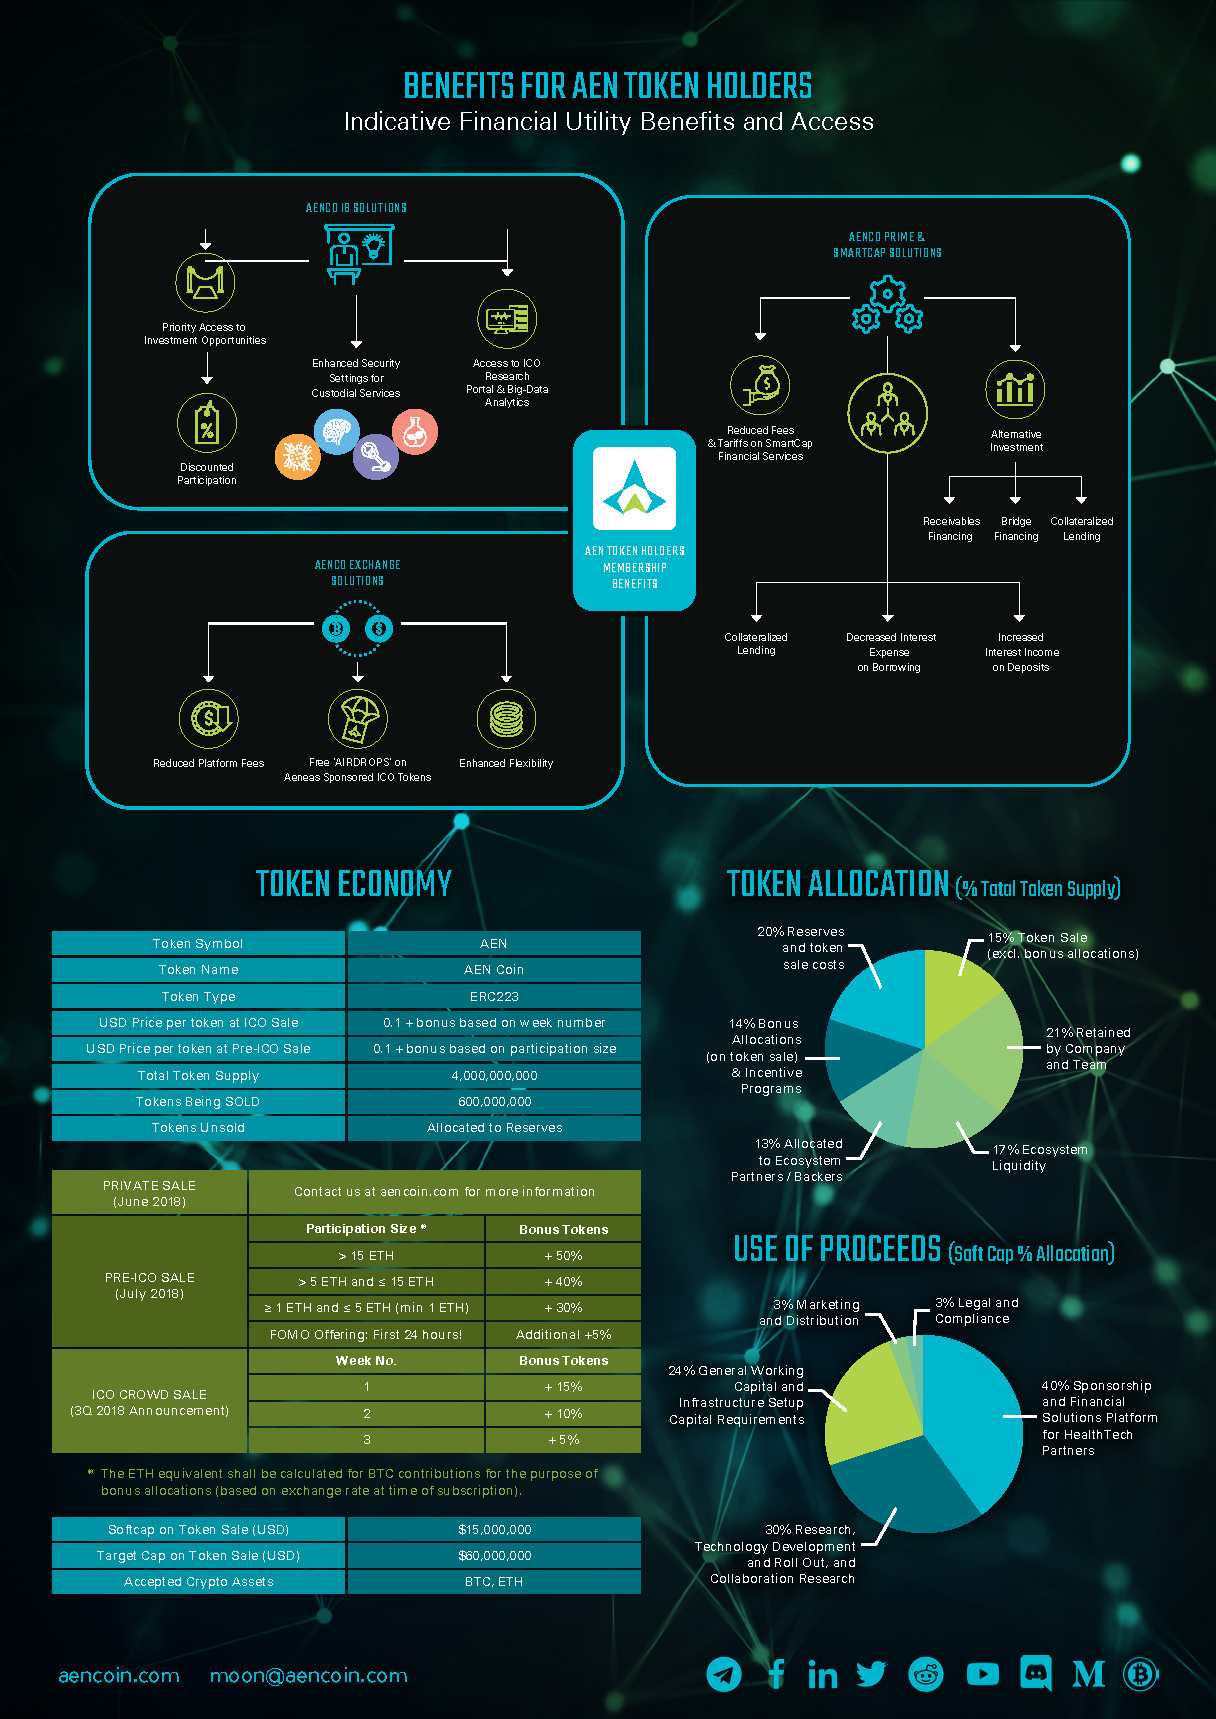 BENEFITS FOR AEN TOKEN HOLDERS
Indicative Financial Utility Benefits and Access
AENCO IB SOLUTIONS
Priority Access to
Investment Opportunities
Discounted
Participation
Enhanced Security
Settings for
Custodial Services
Access to ICO
Research
Portal & Big-Data
Analytics
AENCO PRIME &
SMARTCAP SOLUTIONS
Reduced Fees
& Tariffs on SmartCap
Financial Services
Alternative
Investment
Receivables
Financing
Bridge
Financing
Collateralized
Lending
Collateralized
Lending
Decreased Interest
Expense
on Borrowing
Increased
Interest Income
on Deposits
AEN TOKEN HOLDERS
MEMBERSHIP
BENEFITS
AENCO EXCHANGE
SOLUTIONS
Reduced Platform Fees
Free 'AIRDROPS' on
Aeneas Sponsored ICO Tokens
Enhanced Flexibility
TOKEN ECONOMY
Token Symbol AEN
Token Name AEN Coin
Token Type ERC223
USD Price per token at ICO Sale 0.1 + bonus based on week number
USD Price per token at Pre-ICO Sale 0.1 + bonus based on participation size
Total Token Supply 4,000,000,000
Tokens Being SOLD 600,000,000
Tokens Unsold Allocated to Reserves
PRIVATE SALE
(June 2018)
Contact us at aencoin.com for more information
PRE-ICO SALE
(July 2018)
Participation Size * Bonus Tokens
> 15 ETH + 50%
> 5 ETH and ≤ 15 ETH + 40%
≥ 1 ETH and ≤ 5 ETH (min 1 ETH) + 30%
FOMO Offering: First 24 hours! Additional +5%
ICO CROWD SALE
(3Q 2018 Announcement)
Week No. Bonus Tokens
1 + 15%
2 + 10%
3 + 5%
* The ETH equivalent shall be calculated for BTC contributions for the purpose of
bonus allocations (based on exchange rate at time of subscription).
Softcap on Token Sale (USD) $15,000,000
Target Cap on Token Sale (USD) $60,000,000
Accepted Crypto Assets BTC, ETH
TOKEN ALLOCATION (% Total Token Supply)
20% Reserves
and token
sale costs
15% Token Sale
(excl. bonus allocations)
14% Bonus
Allocations
(on token sale)
& Incentive
Programs
21% Retained
by Company
and Team
13% Allocated
to Ecosystem
Partners / Backers
17% Ecosystem
Liquidity
USE OF PROCEEDS (Soft Cap % Allocation)
3% Marketing
and Distribution
3% Legal and
Compliance
24% General Working
Capital and
Infrastructure Setup
Capital Requirements
40% Sponsorship
and Financial
Solutions Platform
for HealthTech
Partners
30% Research,
Technology Development
and Roll Out, and
Collaboration Research
aencoin.com moon@aencoin.com